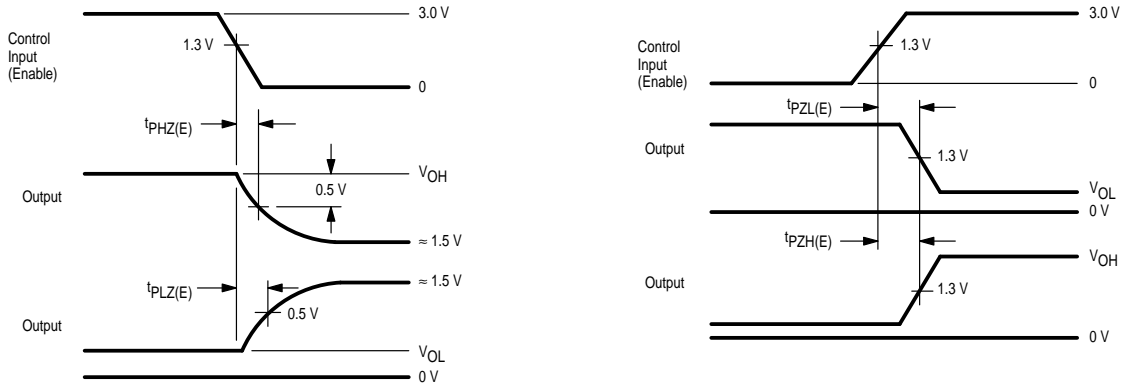 3.0 V
Control
Input
(Enable)
1.3 V
0
tPHZ(E)
VOH
Output
0.5 V
≈ 1.5 V
tPLZ(E)
≈ 1.5 V
0.5 V
Output
VOL
0 V
3.0 V
Control
Input
(Enable)
1.3 V
0
tPZL(E)
Output
1.3 V
VOL
0 V
tPZH(E)
VOH
Output
1.3 V
0 V